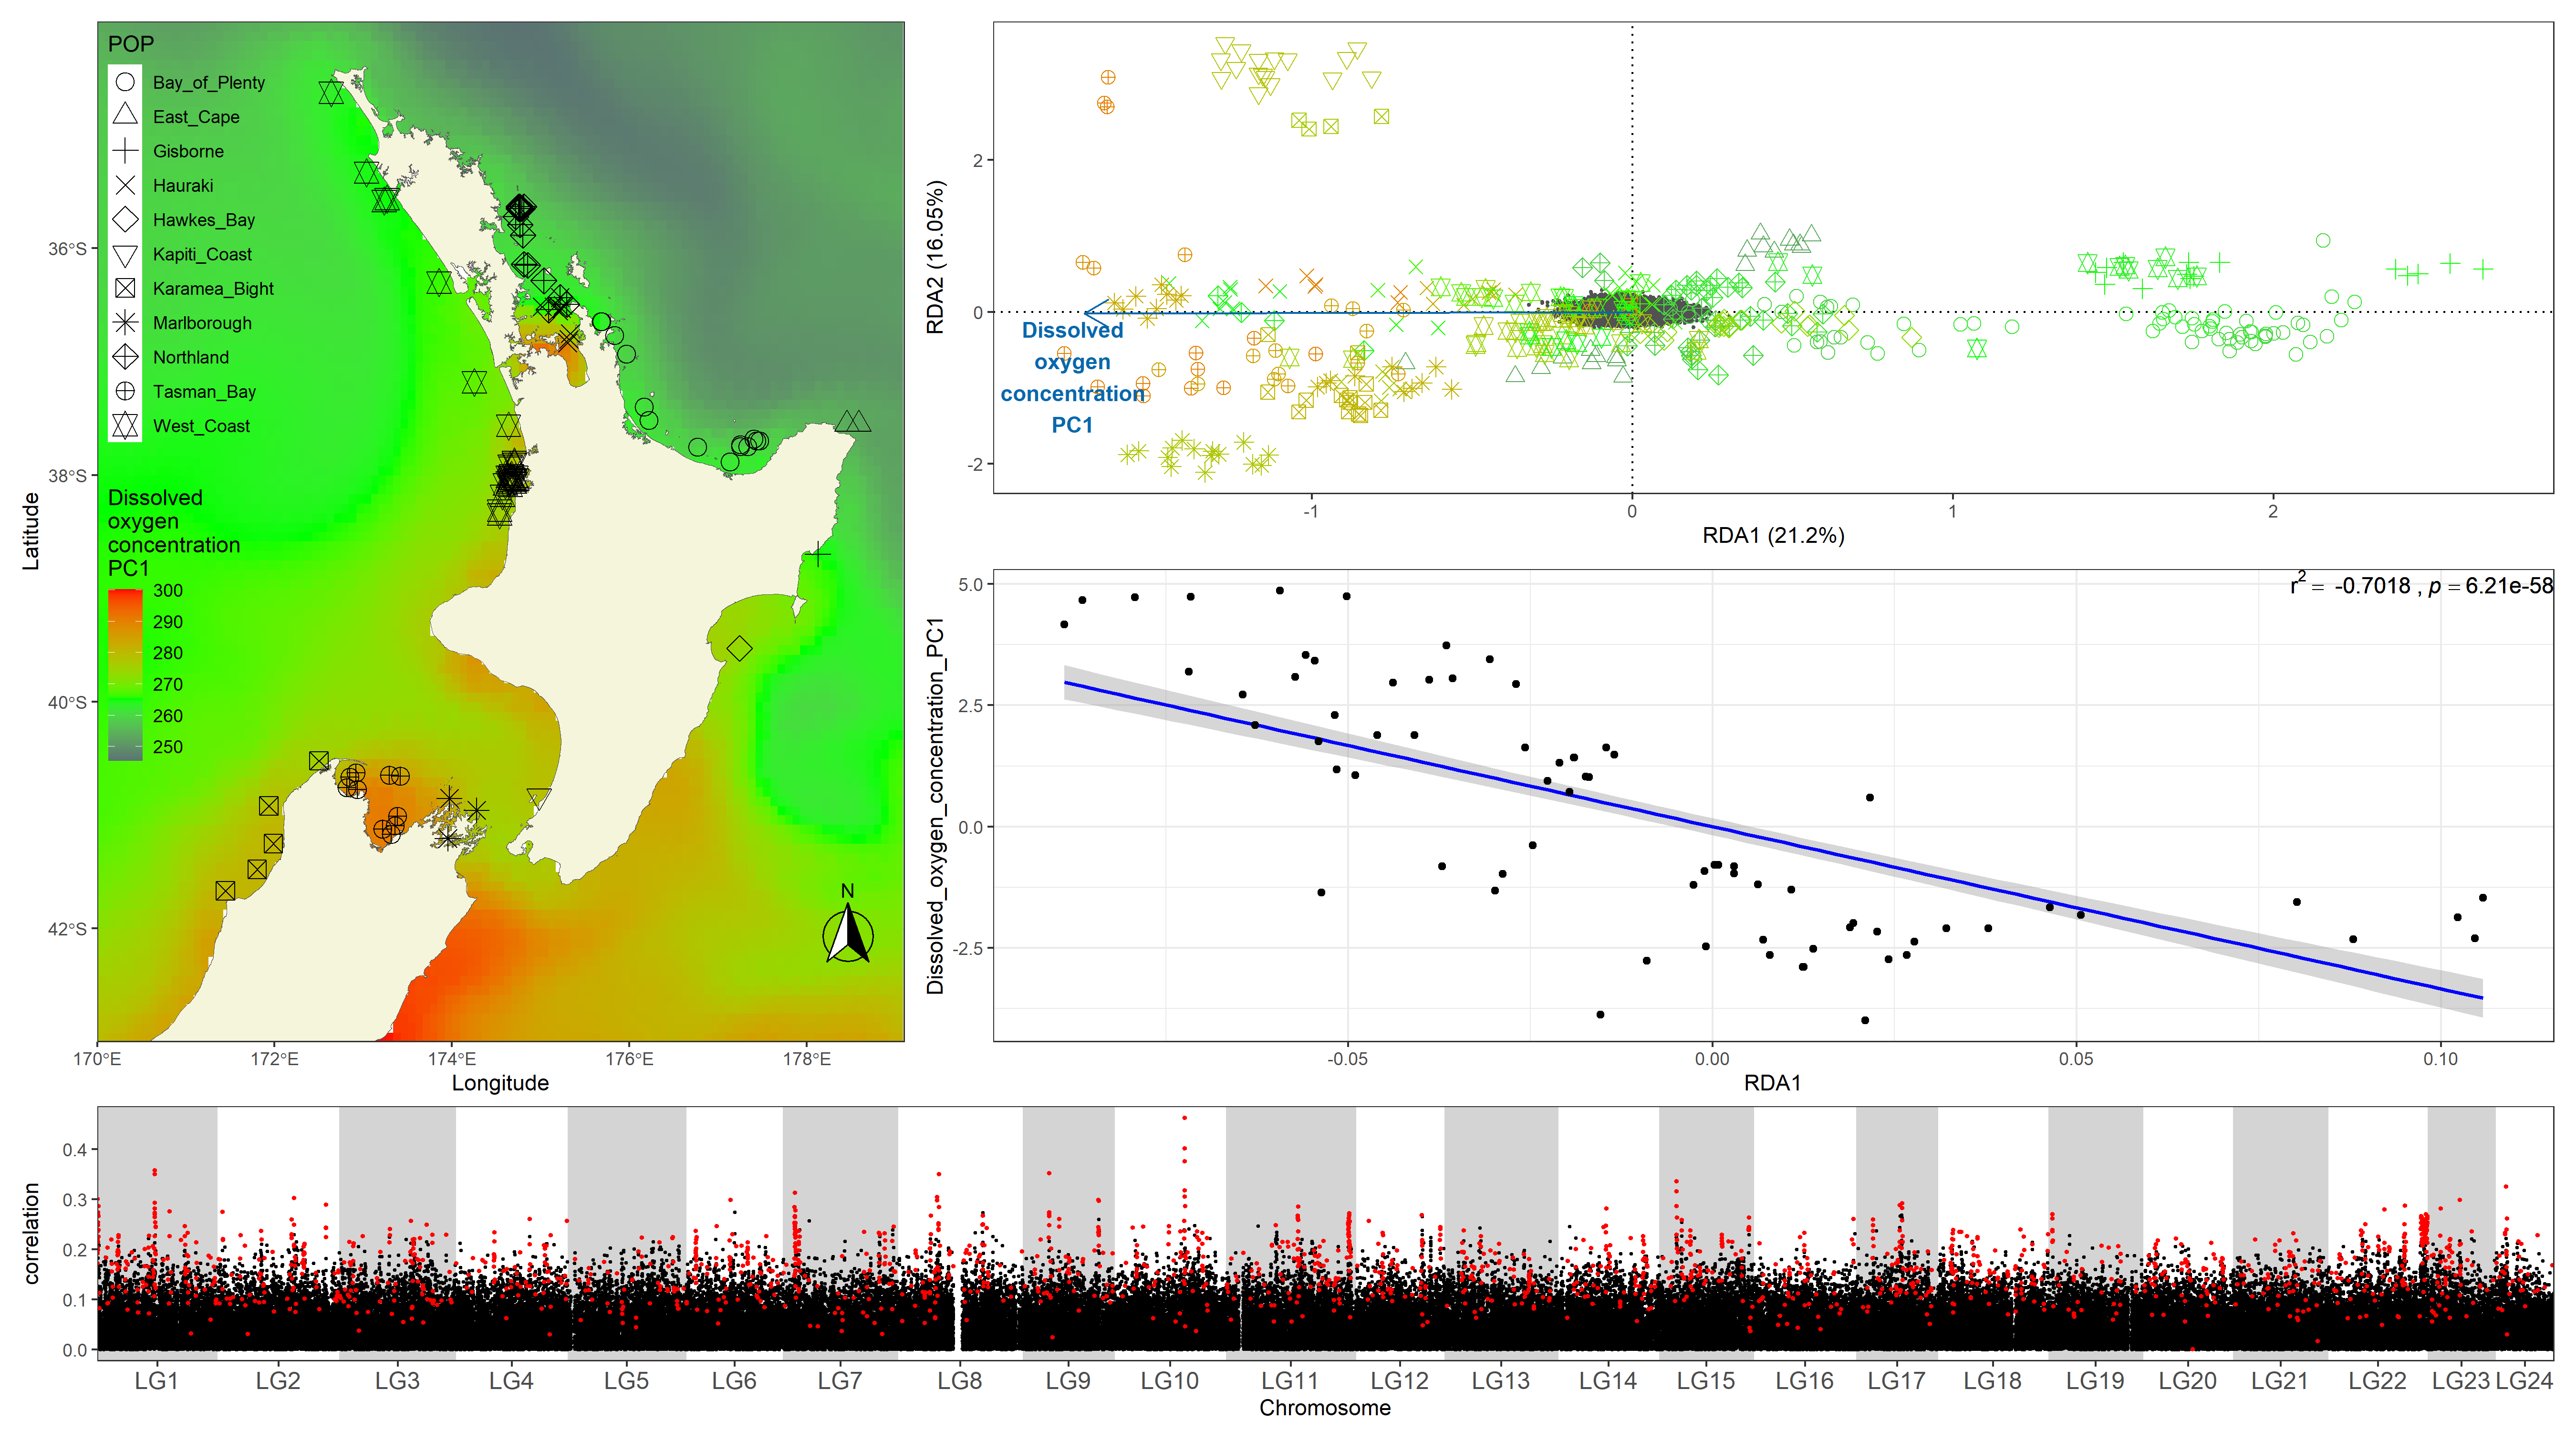 POP
Bay_of_Plenty
East_Cape
Gisborne
Hauraki
Hawkes_Bay
Kapiti_Coast
Karamea_Bight
Marlborough
Northland
Tasman_Bay
West_Coast
Dissolved
oxygen
concentration
PC1
300
290
280
270
260
250
N
36°S
38°S
40°S
42°S
Latitude
170°E 172°E 174°E 176°E 178°E
Longitude
2
0
-2
RDA2 (16.05%)
Dissolved
oxygen
concentration
PC1
-1 0 1 2
RDA1 (21.2%)
r2 = -0.7018 , p = 6.21e-58
5.0
2.5
0.0
-2.5
Dissolved_oxygen_concentration_PC1
-0.05 0.00 0.05 0.10
RDA1
0.4
0.3
0.2
0.1
0.0
correlation
LG1 LG2 LG3 LG4 LG5 LG6 LG7 LG8 LG9 LG10 LG11 LG12 LG13 LG14 LG15 LG16 LG17 LG18 LG19 LG20 LG21 LG22 LG23 LG24
Chromosome